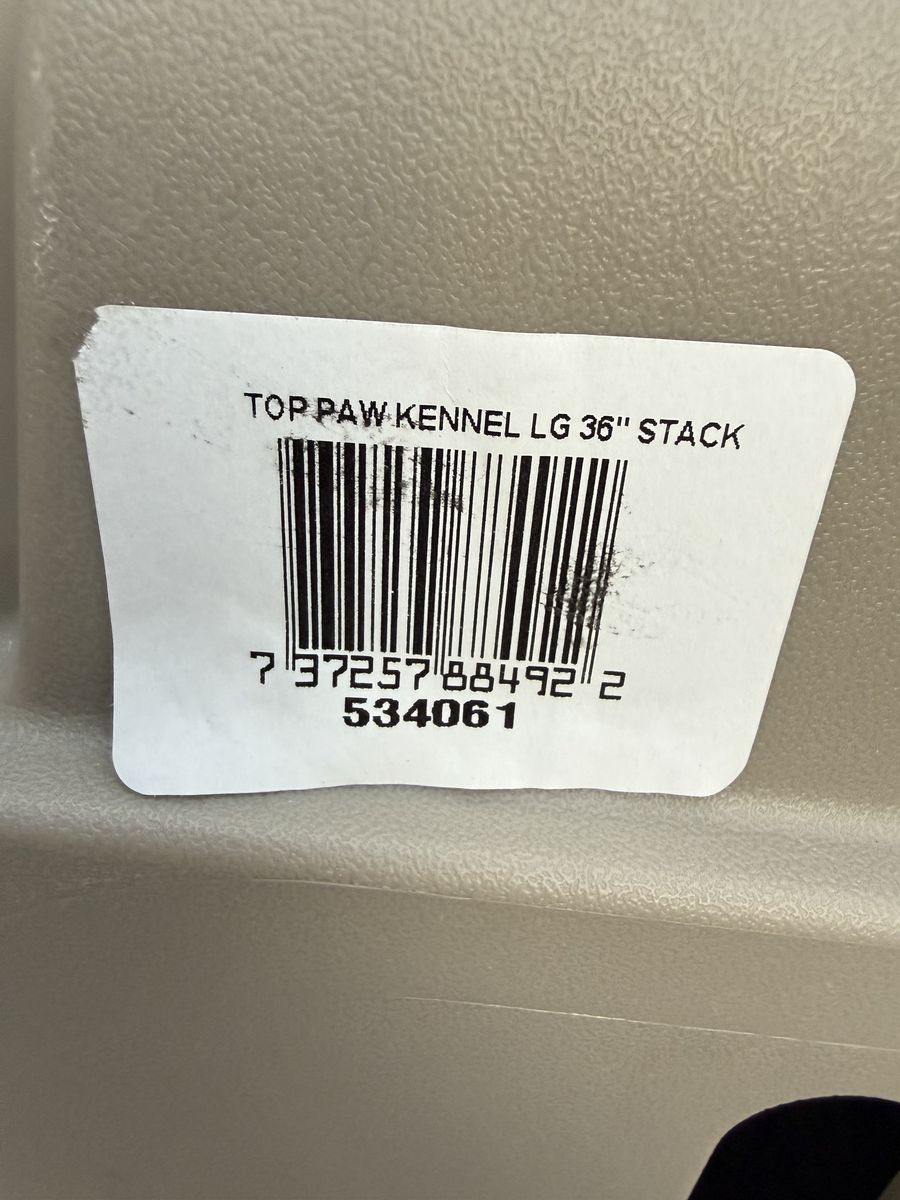 TOP PAW KENNEL LG 36" STACK
7 37257 88492 2
534061